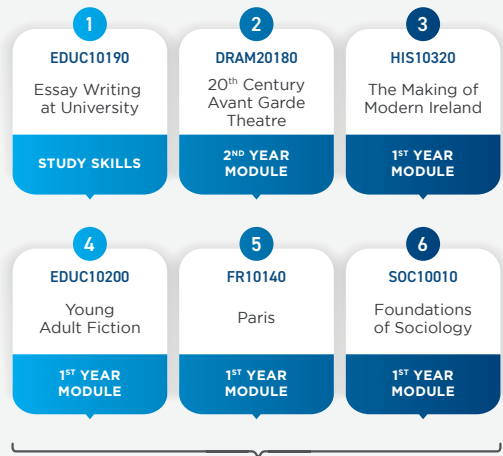 1
EDUC10190
Essay Writing
at University
STUDY SKILLS
2
DRAM20180
20th Century
Avant Garde
Theatre
2ND YEAR
MODULE
3
HIS10320
The Making of
Modern Ireland
1ST YEAR
MODULE
4
EDUC10200
Young
Adult Fiction
1ST YEAR
MODULE
5
FR10140
Paris
1ST YEAR
MODULE
6
SOC10010
Foundations
of Sociology
1ST YEAR
MODULE